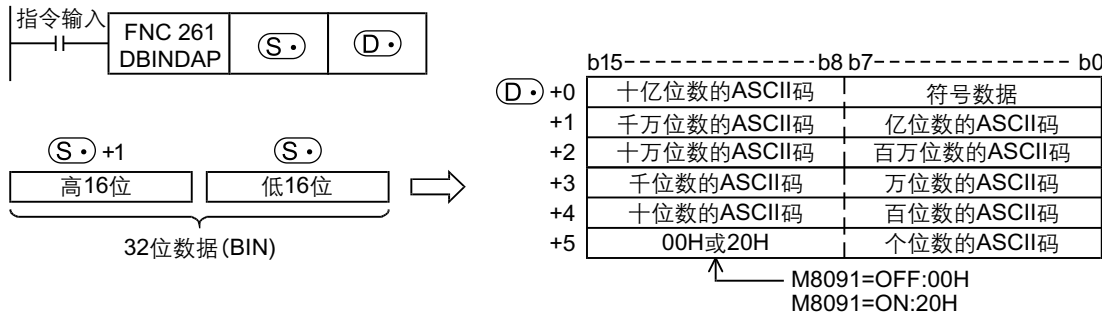 指令输入
FNC 261
DBINDAP
S·
D·
S· +1
S·
高16位
低16位
32位数据(BIN)
b15 b8 b7 b0
D· +0 十亿位数的ASCII码 符号数据
+1 千万位数的ASCII码 亿位数的ASCII码
+2 十万位数的ASCII码 百万位数的ASCII码
+3 千位数的ASCII码 万位数的ASCII码
+4 十位数的ASCII码 百位数的ASCII码
+5 00H或20H 个位数的ASCII码
M8091=OFF:00H
M8091=ON:20H